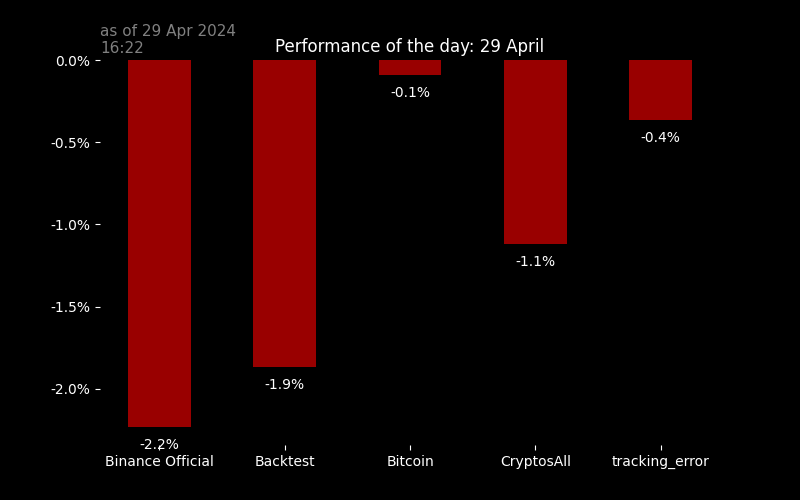 as of 29 Apr 2024
16:22
Performance of the day: 29 April
0.0%
-0.5%
-1.0%
-1.5%
-2.0%
-2.2%
-1.9%
-0.1%
-1.1%
-0.4%
Binance Official
Backtest
Bitcoin
CryptosAll
tracking_error